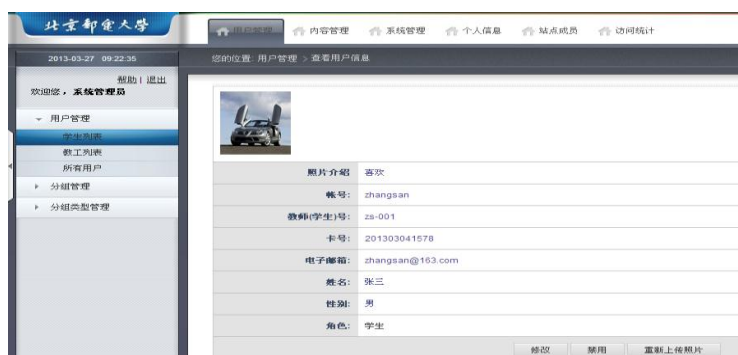 北京邮电大学
用户管理 内容管理 系统管理 个人信息 站点成员 访问统计
2013-03-27 09:22:35
您的位置: 用户管理 > 查看用户信息
帮助 | 退出
欢迎您，系统管理员
用户管理
学生列表
教工列表
所有用户
分组管理
分组类型管理
照片介绍 喜欢
帐号: zhangsan
教师(学生)号: zs-001
卡号: 201303041578
电子邮箱: zhangsan@163.com
姓名: 张三
性别: 男
角色: 学生
修改 禁用 重新上传照片